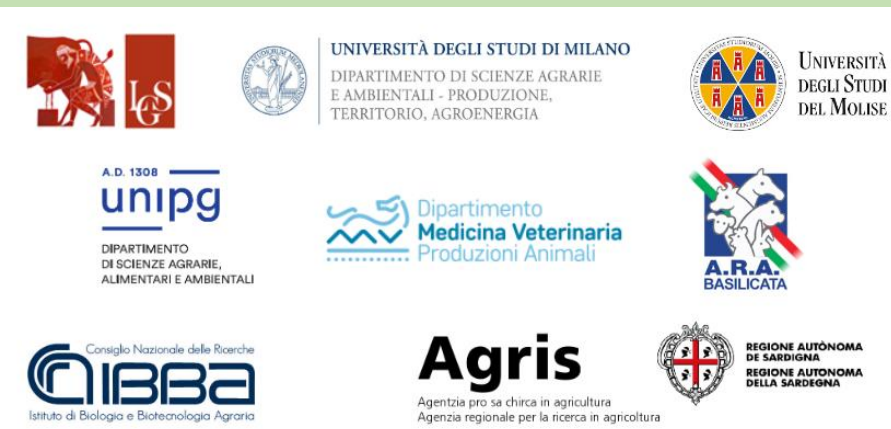 LGS
UNIVERSITÀ DEGLI STUDI DI MILANO
DIPARTIMENTO DI SCIENZE AGRARIE
E AMBIENTALI - PRODUZIONE,
TERRITORIO, AGROENERGIA
UNIVERSITÀ
DEGLI STUDI
DEL MOLISE
A.D. 1308
unipg
DIPARTIMENTO
DI SCIENZE AGRARIE,
ALIMENTARI E AMBIENTALI
Dipartimento
Medicina Veterinaria
Produzioni Animali
A.R.A.
BASILICATA
Consiglio Nazionale delle Ricerche
IBBA
Istituto di Biologia e Biotecnologia Agraria
Agris
Agentzia pro sa chirca in agricultura
Agenzia regionale per la ricerca in agricoltura
REGIONE AUTÒNOMA
DE SARDIGNA
REGIONE AUTONOMA
DELLA SARDEGNA